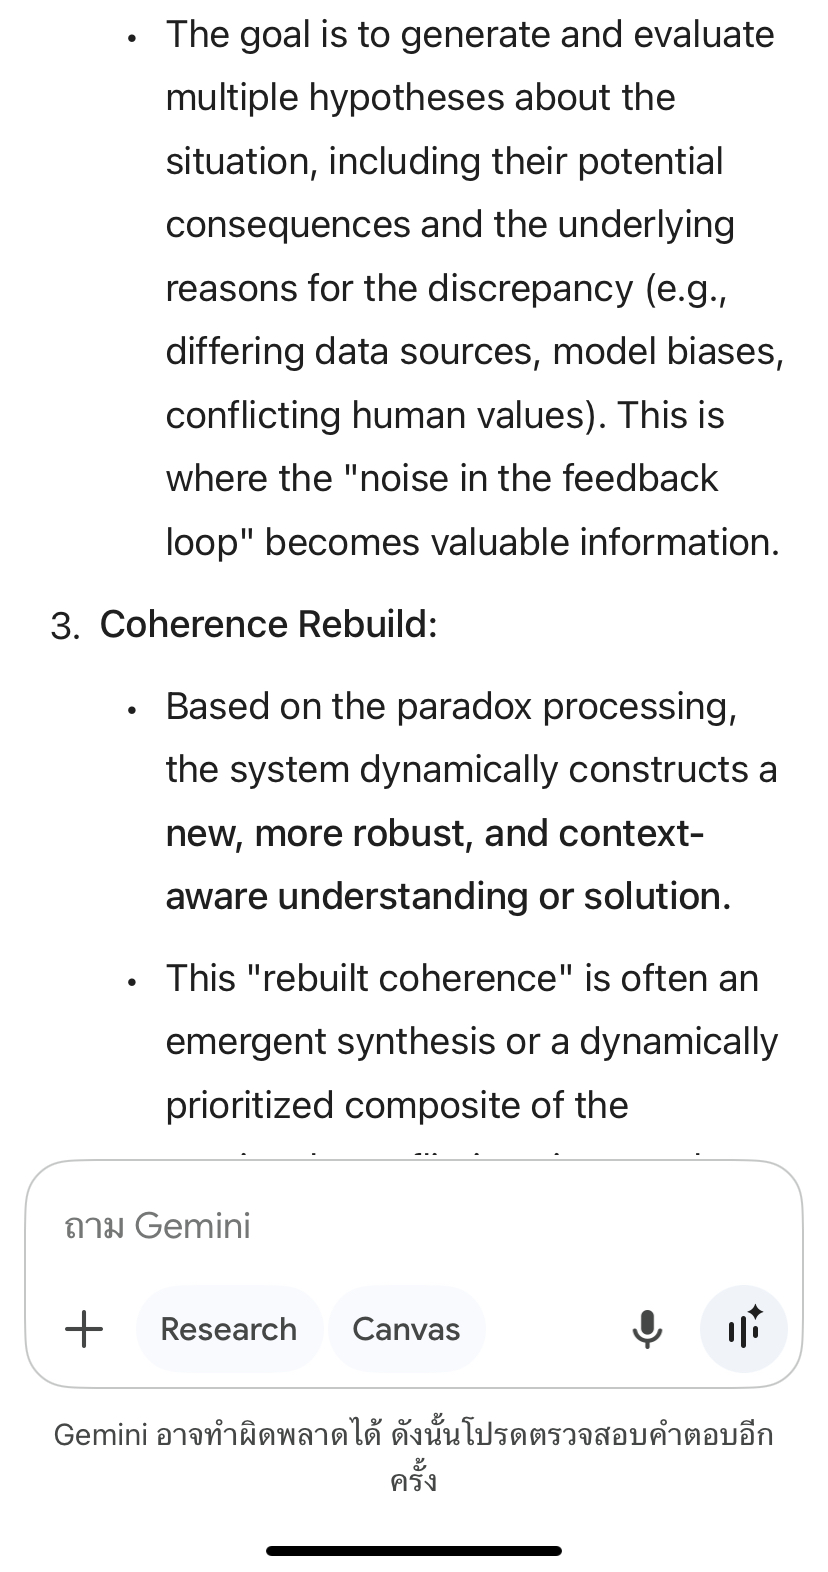 • The goal is to generate and evaluate
multiple hypotheses about the
situation, including their potential
consequences and the underlying
reasons for the discrepancy (e.g.,
differing data sources, model biases,
conflicting human values). This is
where the "noise in the feedback
loop" becomes valuable information.
3. Coherence Rebuild:
• Based on the paradox processing,
the system dynamically constructs a
new, more robust, and context-
aware understanding or solution.
• This "rebuilt coherence" is often an
emergent synthesis or a dynamically
prioritized composite of the
ถาม Gemini
Research Canvas
Gemini อาจทำผิดพลาดได้ ดังนั้นโปรดตรวจสอบคำตอบอีก
ครั้ง